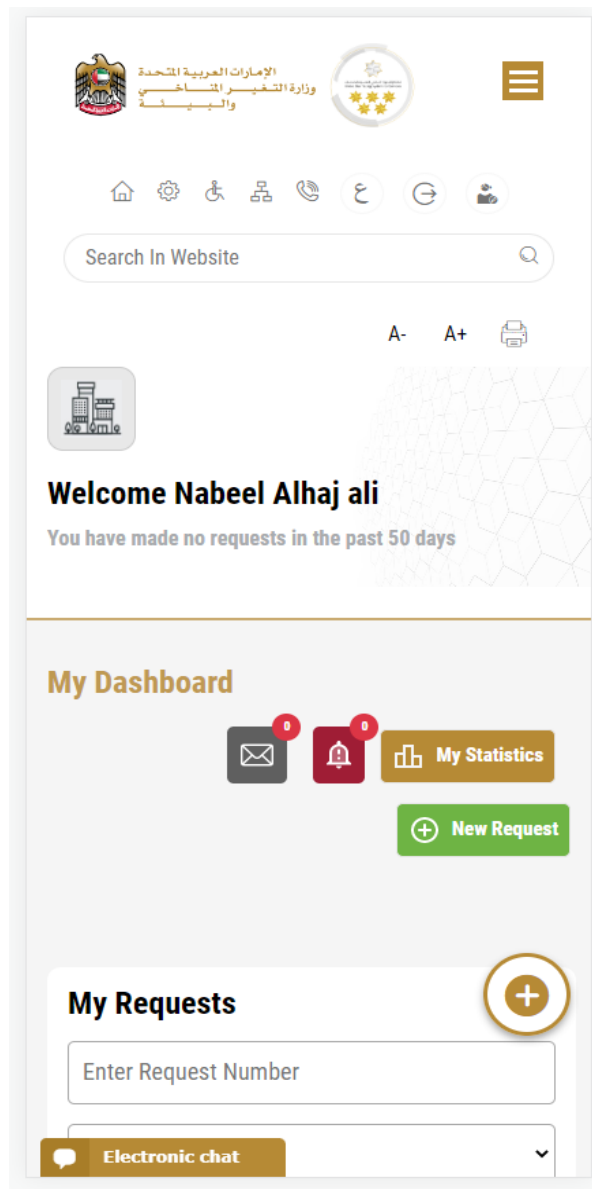 الإمارات العربية المتحدة
وزارة التغيير المناخي
والبيئة
ع
Search In Website
A- A+
Welcome Nabeel Alhaj ali
You have made no requests in the past 50 days
My Dashboard
0 0
My Statistics
New Request
My Requests
Enter Request Number
Electronic chat